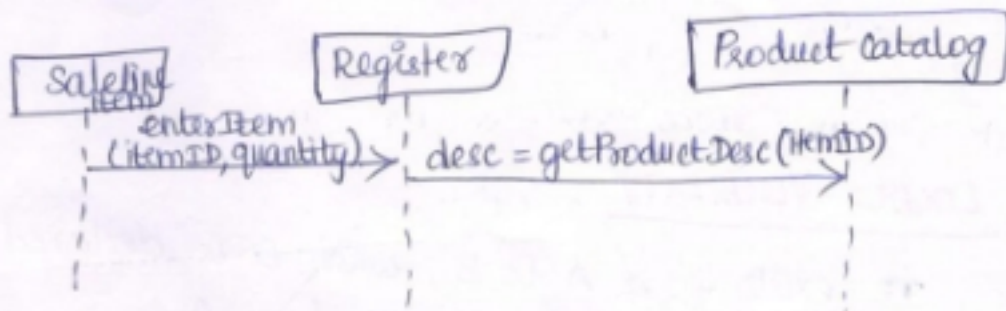 Saleline
item
Register
Product Catalog
enterItem
(itemID, quantity)
desc = getProductDesc(itemID)